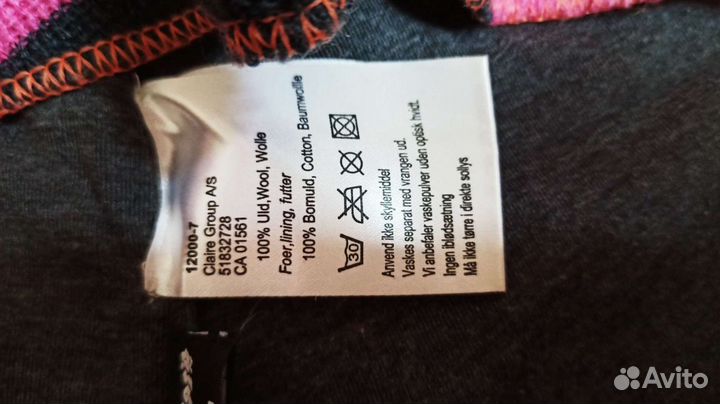 12000-7
Claire Group A/S
51832728
CA 01561
100% Uld,Wool, Wolle
Foer,lining, futter
100% Bomuld, Cotton, Baumwolle
30
Anvend ikke skyllemiddel
Vaskes separat med vrangen ud.
Vi anbefaler vaskepulver uden optisk hvidt.
Ingen iblødsætning
Må ikke tørre i direkte sollys
Avito